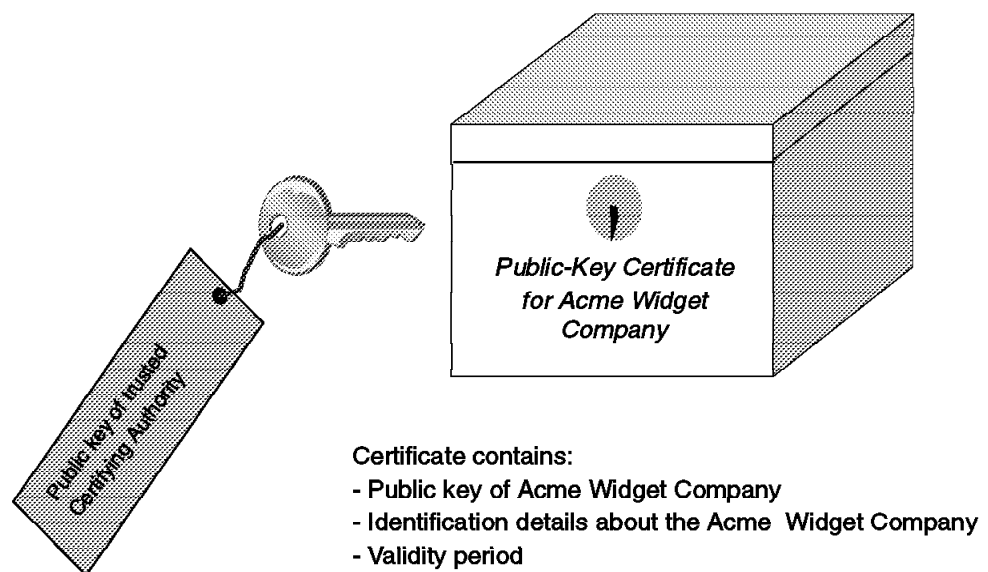 Public-Key Certificate
for Acme Widget
Company
Public key of trusted
Certifying Authority
Certificate contains:
- Public key of Acme Widget Company
- Identification details about the Acme Widget Company
- Validity period